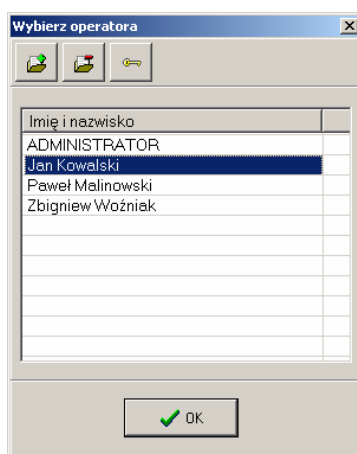 Wybierz operatora
Imię i nazwisko
ADMINISTRATOR
Jan Kowalski
Paweł Malinowski
Zbigniew Woźniak
OK